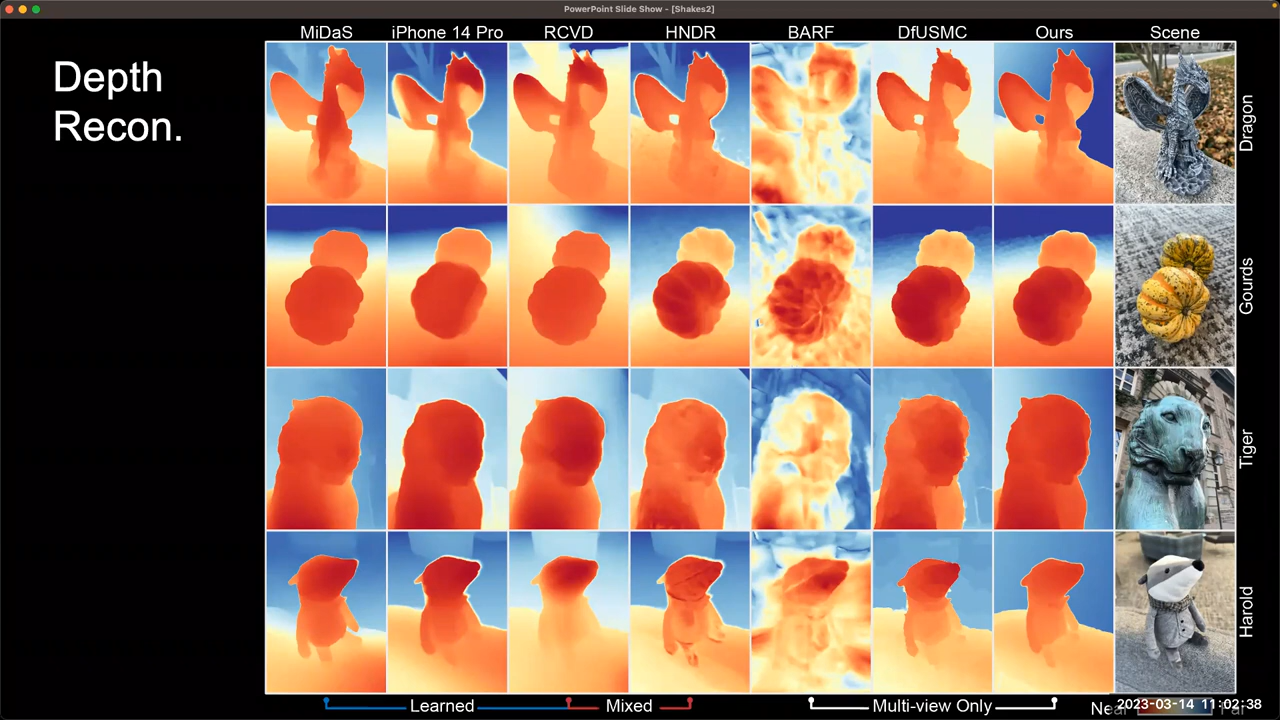 PowerPoint Slide Show - [Shakes2]
MiDaS iPhone 14 Pro RCVD HNDR BARF DfUSMC Ours Scene
Depth
Recon.
Dragon
Gourds
Tiger
Harold
Learned Mixed Multi-view Only Near Far
2023-03-14 11:02:38